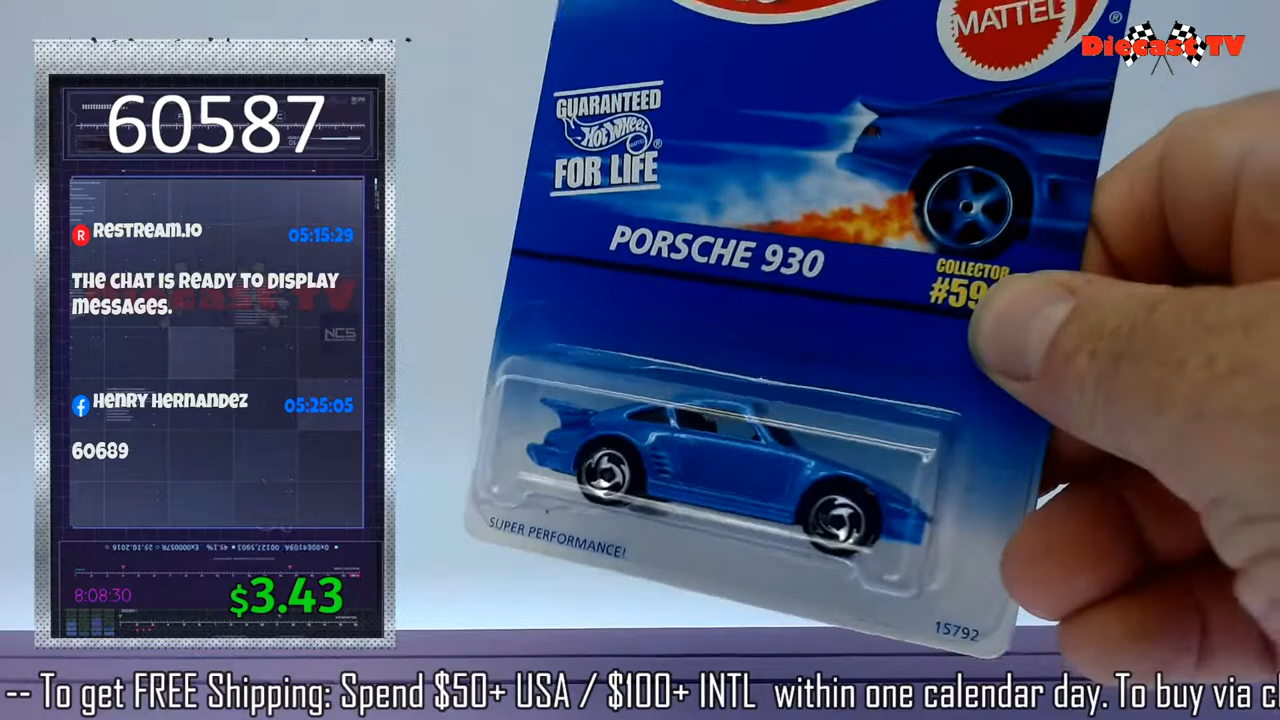 60587
Restream.io 05:15:29
The chat is ready to display
messages.
NCS
Henry Hernandez 05:25:05
60689
8:08:30
$3.43
MATTEL
®
Diecast TV
GUARANTEED
Hot Wheels
FOR LIFE
PORSCHE 930
COLLECTOR
SUPER PERFORMANCE!
15792
-- To get FREE Shipping: Spend $50+ USA / $100+ INTL within one calendar day. To buy via